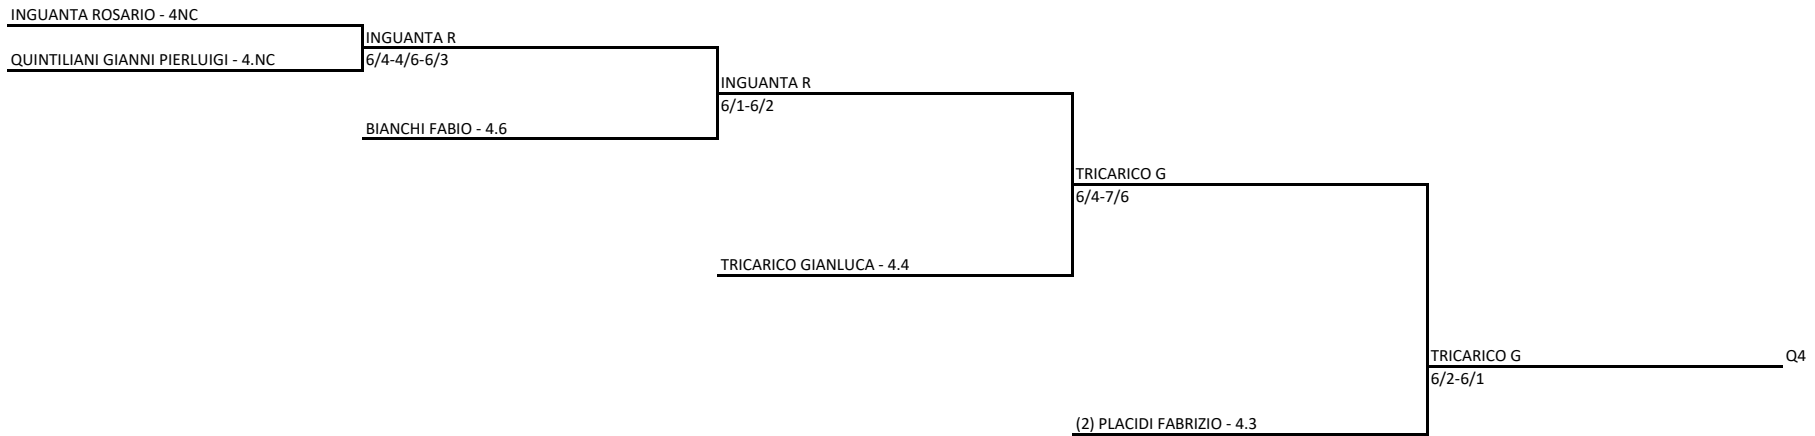 INGUANTA ROSARIO - 4NC
INGUANTA R
QUINTILIANI GIANNI PIERLUIGI - 4.NC
6/4-4/6-6/3
INGUANTA R
6/1-6/2
BIANCHI FABIO - 4.6
TRICARICO G
6/4-7/6
TRICARICO GIANLUCA - 4.4
TRICARICO G
Q4
6/2-6/1
(2) PLACIDI FABRIZIO - 4.3